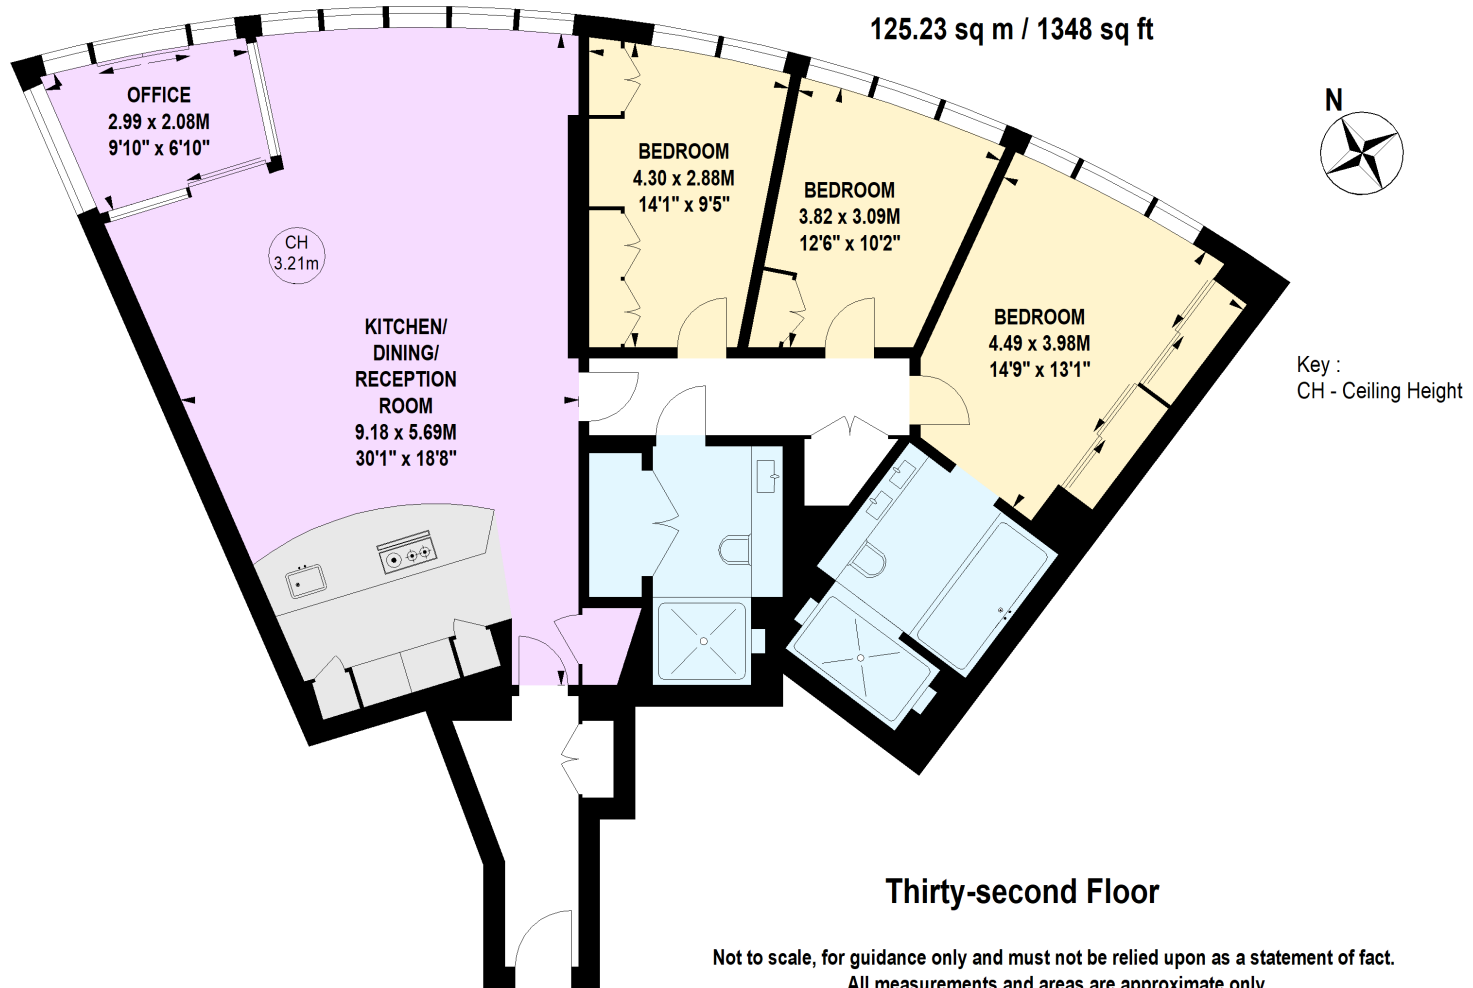 125.23 sq m / 1348 sq ft
N
OFFICE
2.99 x 2.08M
9'10" x 6'10"
BEDROOM
4.30 x 2.88M
14'1" x 9'5"
BEDROOM
3.82 x 3.09M
12'6" x 10'2"
CH
3.21m
BEDROOM
4.49 x 3.98M
14'9" x 13'1"
KITCHEN/
DINING/
RECEPTION
ROOM
9.18 x 5.69M
30'1" x 18'8"
Key :
CH - Ceiling Height
Thirty-second Floor
Not to scale, for guidance only and must not be relied upon as a statement of fact.
All measurements and areas are approximate only